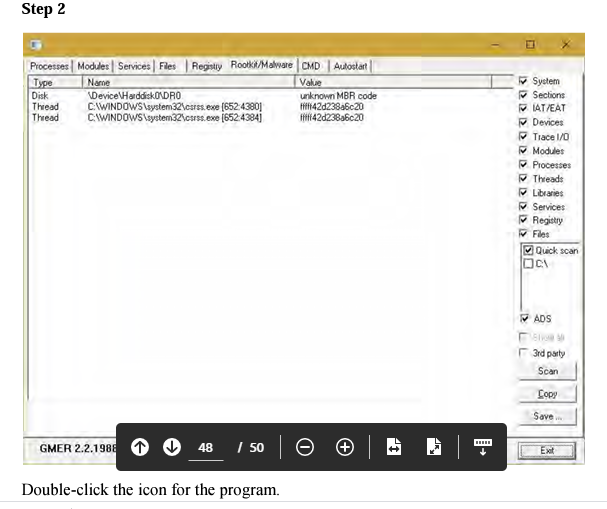 Step 2
Processes Modules Services Files Registry Rootkit/Malware CMD Autostart
Type Name Value
Disk \Device\Harddisk0\DR0 unknown MBR code
Thread C:\WINDOWS\system32\csrss.exe [652:4380] fffff42d238a6c20
Thread C:\WINDOWS\system32\csrss.exe [652:4384] fffff42d238a6c20
System
Sections
IAT/EAT
Devices
Trace I/O
Modules
Processes
Threads
Libraries
Services
Registry
Files
Quick scan
C:\
ADS
Show all
3rd party
Scan
Copy
Save ...
GMER 2.2.1988
48 / 50
Exit
Double-click the icon for the program.